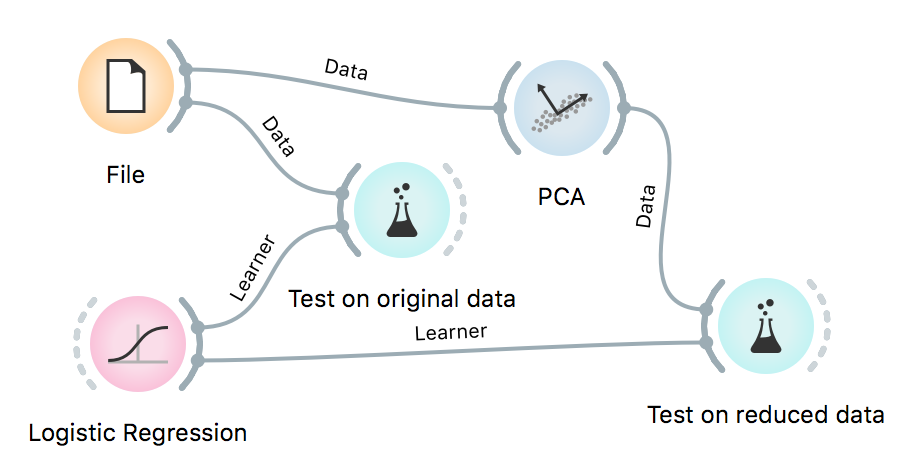 Data
File
Data
PCA
Data
Learner
Test on original data
Learner
Test on reduced data
Logistic Regression